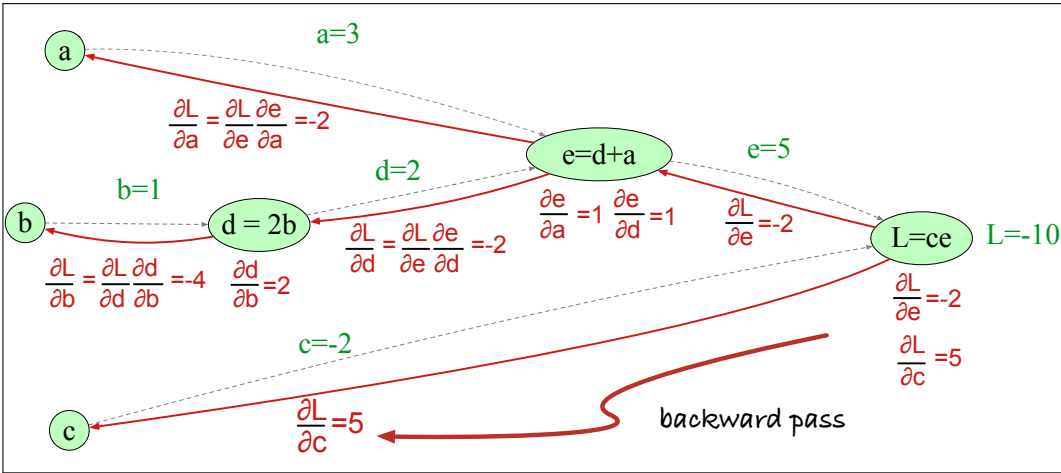 a=3
a
∂L/∂a = ∂L/∂e ∂e/∂a =-2
e=d+a
e=5
d=2
b=1
b
d = 2b
∂e/∂a =1 ∂e/∂d =1
∂L/∂e =-2
L=ce
L=-10
∂L/∂d = ∂L/∂e ∂e/∂d =-2
∂L/∂b = ∂L/∂d ∂d/∂b =-4
∂d/∂b =2
∂L/∂e =-2
c=-2
∂L/∂c =5
c
∂L/∂c =5
backward pass